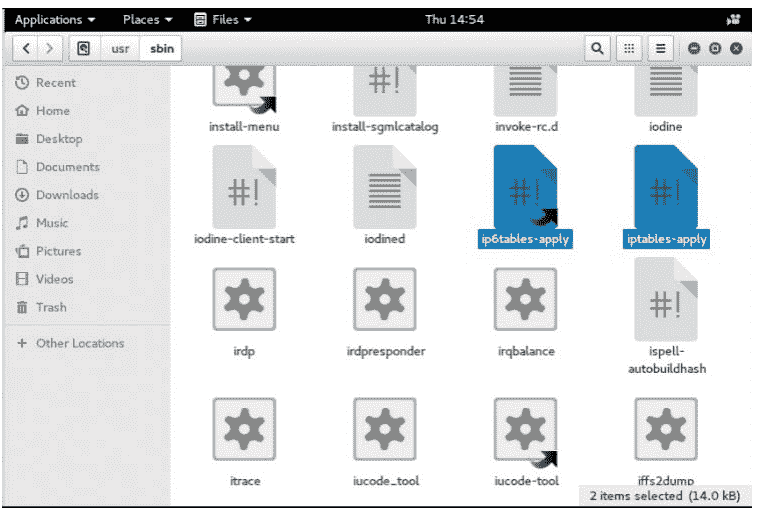 Applications Places Files Thu 14:54
usr sbin
Recent
Home
Desktop
Documents
Downloads
Music
Pictures
Videos
Trash
+ Other Locations
install-menu install-sgmlcatalog invoke-rc.d iodine
#! #! #!
iodine-client-start iodined ip6tables-apply iptables-apply
#!
irdp irdpresponder irqbalance ispell-
autobuildhash
itrace iucode_tool iucode-tool jffs2dump
2 items selected (14.0 kB)